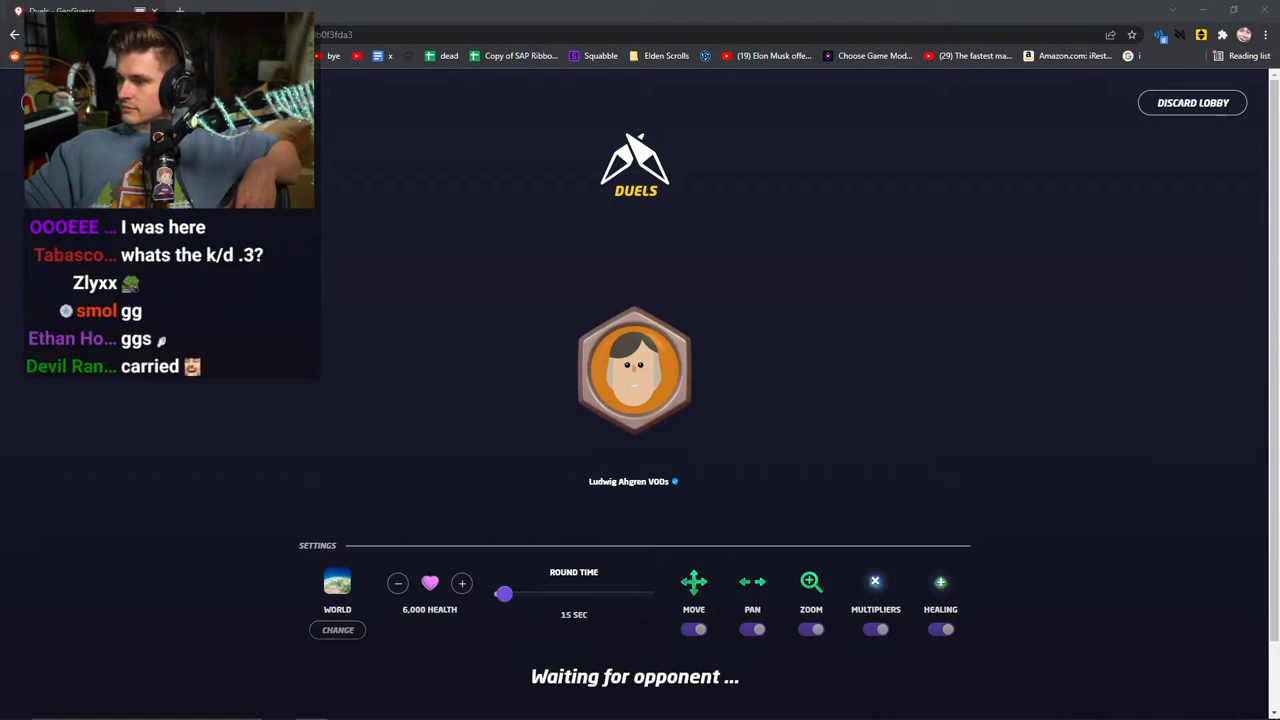 Duels - GeoGuessr
b0f3fda3
bye
x
dead
Copy of SAP Ribbo...
Squabble
Elden Scrolls
(19) Elon Musk offe...
Choose Game Mod...
(29) The fastest ma...
Amazon.com: iRest...
i
Reading list
DISCARD LOBBY
DUELS
OOOEEE ... I was here
Tabasco... whats the k/d .3?
Zlyxx
smol gg
Ethan Ho... ggs
Devil Ran... carried
Ludwig Ahgren VODs
SETTINGS
WORLD
CHANGE
6,000 HEALTH
ROUND TIME
15 SEC
MOVE
PAN
ZOOM
MULTIPLIERS
HEALING
Waiting for opponent ...